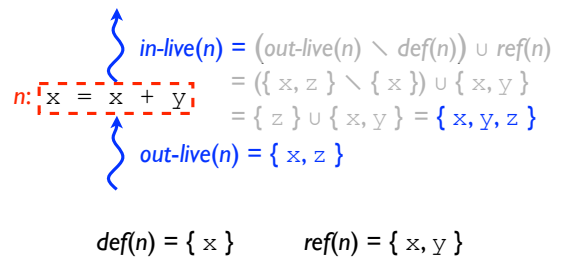 in-live(n) = (out-live(n) ∖ def(n)) ∪ ref(n)
= ({ x, z } ∖ { x }) ∪ { x, y }
n: x = x + y
= { z } ∪ { x, y } = { x, y, z }
out-live(n) = { x, z }
def(n) = { x } ref(n) = { x, y }